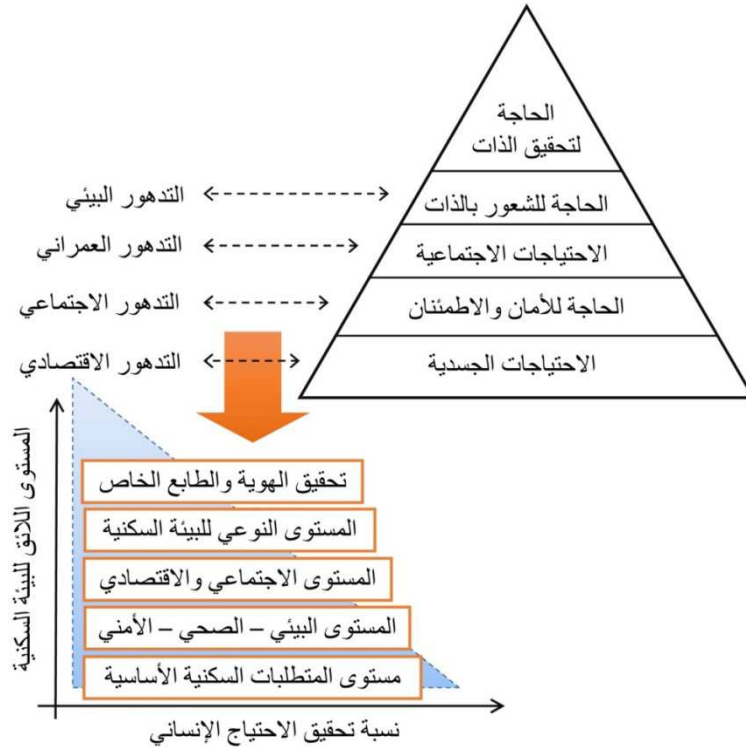 الحاجة
لتحقيق الذات
الحاجة للشعور بالذات
التدهور البيئي
الاحتياجات الاجتماعية
التدهور العمراني
الحاجة للأمان والاطمئنان
التدهور الاجتماعي
الاحتياجات الجسدية
التدهور الاقتصادي
المستوى اللائق للبيئة السكنية
تحقيق الهوية والطابع الخاص
المستوى النوعي للبيئة السكنية
المستوى الاجتماعي والاقتصادي
المستوى البيئي – الصحي – الأمني
مستوى المتطلبات السكنية الأساسية
نسبة تحقيق الاحتياج الإنساني